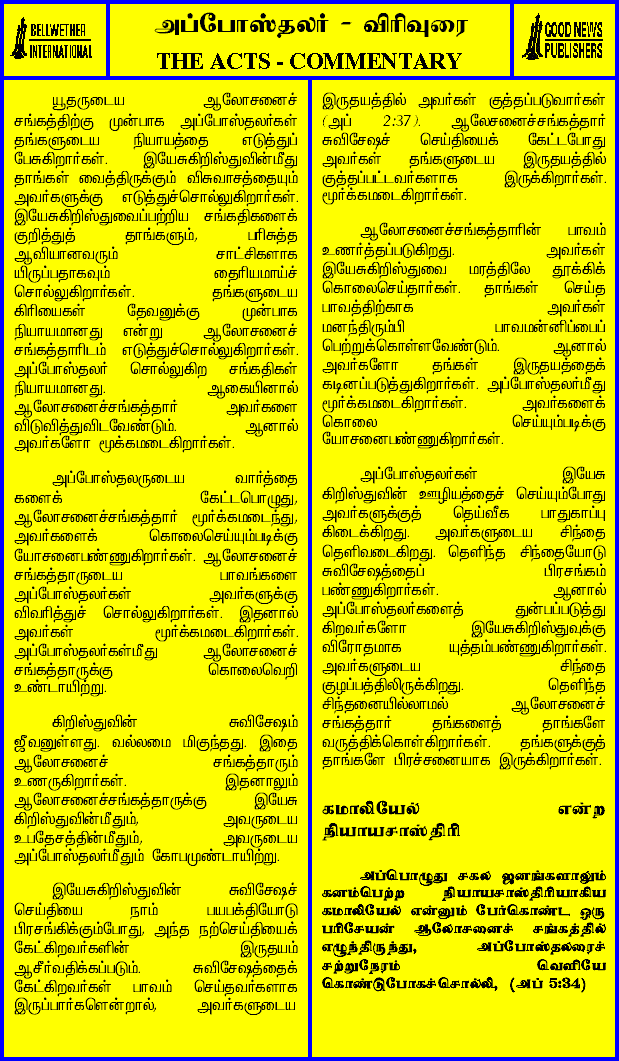 BELLWETHER
INTERNATIONAL
அப்போஸ்தலர் - விரிவுரை
THE ACTS - COMMENTARY
GOOD NEWS
PUBLISHERS
யூதருடைய ஆலோசனைச்
சங்கத்திற்கு முன்பாக அப்போஸ்தலர்கள்
தங்களுடைய நியாயத்தை எடுத்துப்
பேசுகிறார்கள். இயேசுகிறிஸ்துவின்மீது
தாங்கள் வைத்திருக்கும் விசுவாசத்தையும்
அவர்களுக்கு எடுத்துச்சொல்லுகிறார்கள்.
இயேசுகிறிஸ்துவைப்பற்றிய சங்கதிகளைக்
குறித்துத் தாங்களும், பரிசுத்த
ஆவியானவரும் சாட்சிகளாக
யிருப்பதாகவும் தைரியமாய்ச்
சொல்லுகிறார்கள். தங்களுடைய
கிரியைகள் தேவனுக்கு முன்பாக
நியாயமானது என்று ஆலோசனைச்
சங்கத்தாரிடம் எடுத்துச்சொல்லுகிறார்கள்.
அப்போஸ்தலர் சொல்லுகிற சங்கதிகள்
நியாயமானது. ஆகையினால்
ஆலோசனைச்சங்கத்தார் அவர்களை
விடுவித்துவிடவேண்டும். ஆனால்
அவர்களோ மூக்கமடைகிறார்கள்.
அப்போஸ்தலருடைய வார்த்தை
களைக் கேட்டபொழுது,
ஆலோசனைச்சங்கத்தார் மூர்க்கமடைந்து,
அவர்களைக் கொலைசெய்யும்படிக்கு
யோசனைபண்ணுகிறார்கள். ஆலோசனைச்
சங்கத்தாருடைய பாவங்களை
அப்போஸ்தலர்கள் அவர்களுக்கு
விவரித்துச் சொல்லுகிறார்கள். இதனால்
அவர்கள் மூர்க்கமடைகிறார்கள்.
அப்போஸ்தலர்கள்மீது ஆலோசனைச்
சங்கத்தாருக்கு கொலைவெறி
உண்டாயிற்று.
கிறிஸ்துவின் சுவிசேஷம்
ஜீவனுள்ளது. வல்லமை மிகுந்தது. இதை
ஆலோசனைச் சங்கத்தாரும்
உணருகிறார்கள். இதனாலும்
ஆலோசனைச்சங்கத்தாருக்கு இயேசு
கிறிஸ்துவின்மீதும், அவருடைய
உபதேசத்தின்மீதும், அவருடைய
அப்போஸ்தலர்மீதும் கோபமுண்டாயிற்று.
இயேசுகிறிஸ்துவின் சுவிசேஷச்
செய்தியை நாம் பயபக்தியோடு
பிரசங்கிக்கும்போது, அந்த நற்செய்தியைக்
கேட்கிறவர்களின் இருதயம்
ஆசீர்வதிக்கப்படும். சுவிசேஷத்தைக்
கேட்கிறவர்கள் பாவம் செய்தவர்களாக
இருப்பார்களென்றால், அவர்களுடைய
இருதயத்தில் அவர்கள் குத்தப்படுவார்கள்
(அப் 2:37). ஆலோசனைச்சங்கத்தார்
சுவிசேஷச் செய்தியைக் கேட்டபோது
அவர்கள் தங்களுடைய இருதயத்தில்
குத்தப்பட்டவர்களாக இருக்கிறார்கள்.
மூர்க்கமடைகிறார்கள்.
ஆலோசனைச்சங்கத்தாரின் பாவம்
உணர்த்தப்படுகிறது. அவர்கள்
இயேசுகிறிஸ்துவை மரத்திலே தூக்கிக்
கொலைசெய்தார்கள். தாங்கள் செய்த
பாவத்திற்காக அவர்கள்
மனந்திரும்பி பாவமன்னிப்பைப்
பெற்றுக்கொள்ளவேண்டும். ஆனால்
அவர்களோ தங்கள் இருதயத்தைக்
கடினப்படுத்துகிறார்கள். அப்போஸ்தலர்மீது
மூர்க்கமடைகிறார்கள். அவர்களைக்
கொலை செய்யும்படிக்கு
யோசனைபண்ணுகிறார்கள்.
அப்போஸ்தலர்கள் இயேசு
கிறிஸ்துவின் ஊழியத்தைச் செய்யும்போது
அவர்களுக்குத் தெய்வீக பாதுகாப்பு
கிடைக்கிறது. அவர்களுடைய சிந்தை
தெளிவடைகிறது. தெளிந்த சிந்தையோடு
சுவிசேஷத்தைப் பிரசங்கம்
பண்ணுகிறார்கள். ஆனால்
அப்போஸ்தலர்களைத் துன்பப்படுத்து
கிறவர்களோ இயேசுகிறிஸ்துவுக்கு
விரோதமாக யுத்தம்பண்ணுகிறார்கள்.
அவர்களுடைய சிந்தை
குழப்பத்திலிருக்கிறது. தெளிந்த
சிந்தனையில்லாமல் ஆலோசனைச்
சங்கத்தார் தங்களைத் தாங்களே
வருத்திக்கொள்கிறார்கள். தங்களுக்குத்
தாங்களே பிரச்சனையாக இருக்கிறார்கள்.
கமாலியேல் என்ற
நியாயசாஸ்திரி
அப்பொழுது சகல ஜனங்களாலும்
கனம்பெற்ற நியாயசாஸ்திரியாகிய
கமாலியேல் என்னும் பேர்கொண்ட ஒரு
பரிசேயன் ஆலோசனைச் சங்கத்தில்
எழுந்திருந்து, அப்போஸ்தலரைச்
சற்றுநேரம் வெளியே
கொண்டுபோகச்சொல்லி, (அப் 5:34)